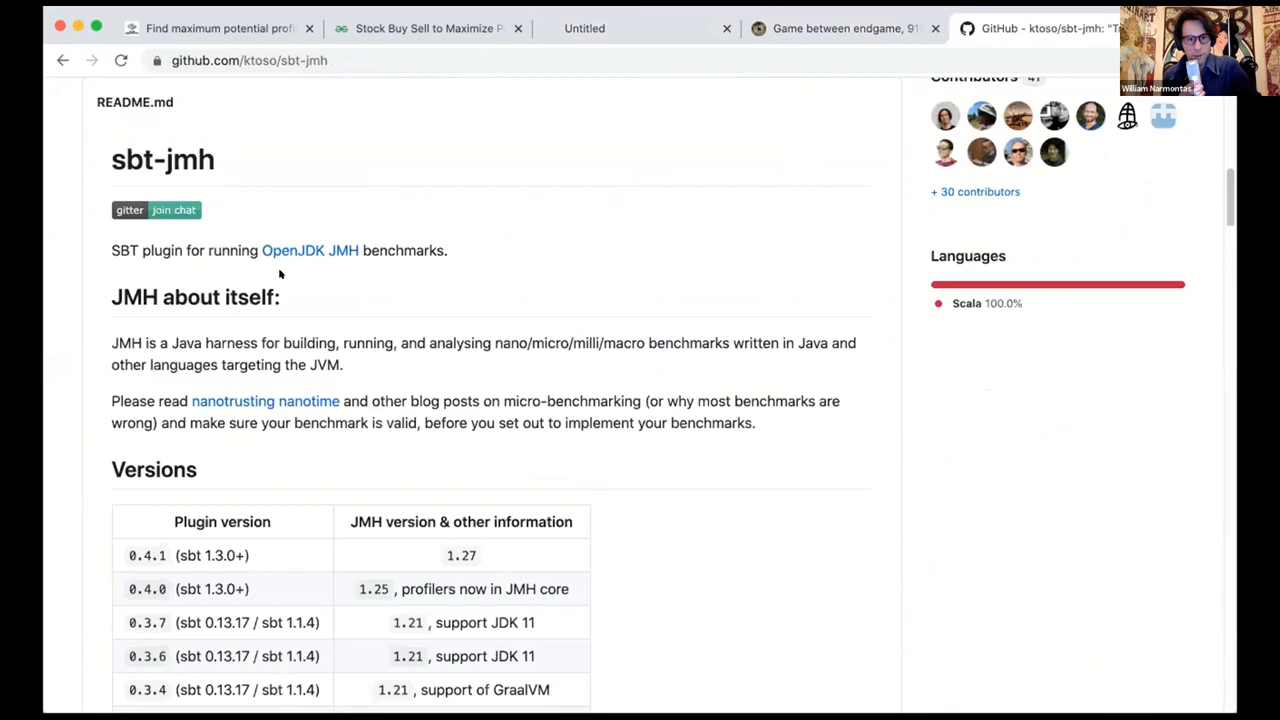 Find maximum potential profi
Stock Buy Sell to Maximize P
Untitled
Game between endgame, 91
GitHub - ktoso/sbt-jmh: "T
github.com/ktoso/sbt-jmh
William Narmontas
README.md
Contributors 41
sbt-jmh
gitter join chat
+ 30 contributors
SBT plugin for running OpenJDK JMH benchmarks.
Languages
Scala 100.0%
JMH about itself:
JMH is a Java harness for building, running, and analysing nano/micro/milli/macro benchmarks written in Java and
other languages targeting the JVM.
Please read nanotrusting nanotime and other blog posts on micro-benchmarking (or why most benchmarks are
wrong) and make sure your benchmark is valid, before you set out to implement your benchmarks.
Versions
Plugin version JMH version & other information
0.4.1 (sbt 1.3.0+) 1.27
0.4.0 (sbt 1.3.0+) 1.25 , profilers now in JMH core
0.3.7 (sbt 0.13.17 / sbt 1.1.4) 1.21 , support JDK 11
0.3.6 (sbt 0.13.17 / sbt 1.1.4) 1.21 , support JDK 11
0.3.4 (sbt 0.13.17 / sbt 1.1.4) 1.21 , support of GraalVM